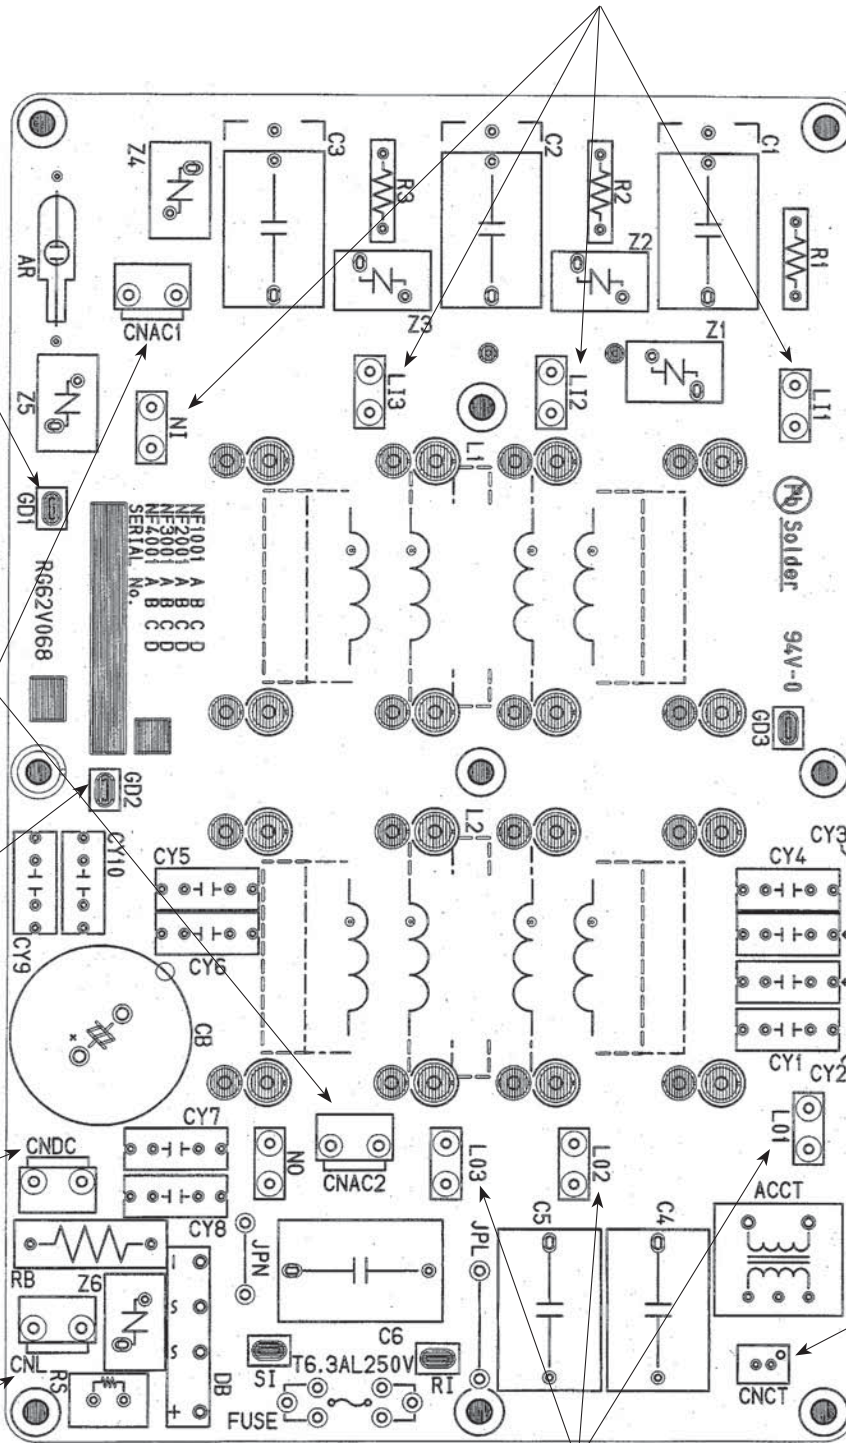 C3
C2
C1
Z4
R3
R2
R1
Z2
AR
CNAC1
Z3
Z1
Z5
NI
LI3
LI2
LI1
L1
GD1
Pb Solder
NF1001 A B C D
NF2001 A B C D
NF3001 A B C D
NF4001 A B C D
SERIAL No.
RG62V068
94V-0
GD3
GD2
L2
CY3
CY10
CY5
CY4
CY9
CY6
CB
CY1
CY2
CY7
L01
CNDC
NO
CNAC2
L03
L02
ACCT
CY8
C5
C4
JPN
JPL
RB
Z6
C6
CNL
RS
SI
T6.3AL250V
RI
DB
CNCT
FUSE
I
S
S
+